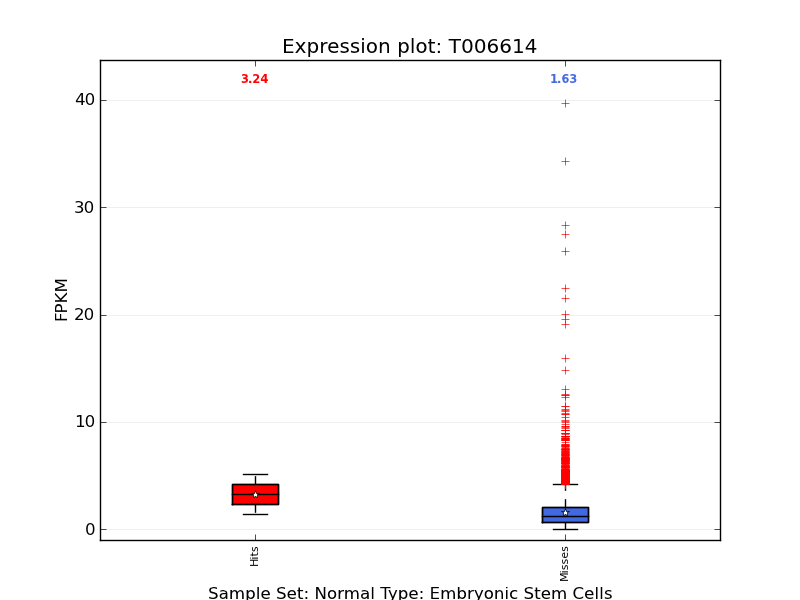 Expression plot: T006614
3.24
1.63
40
30
20
10
0
FPKM
Hits
Misses
Sample Set: Normal Type: Embryonic Stem Cells